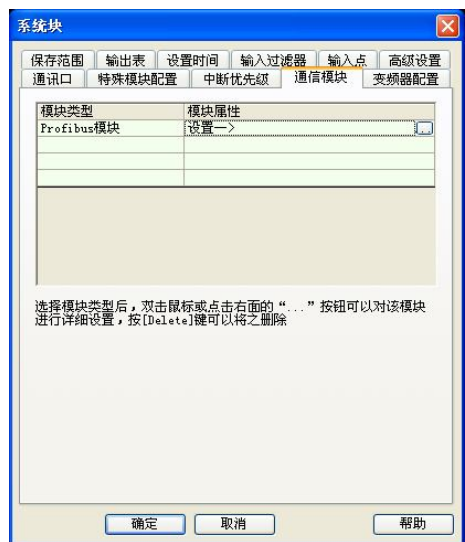 系统块
保存范围 输出表 设置时间 输入过滤器 输入点 高级设置
通讯口 特殊模块配置 中断优先级 通信模块 变频器配置
模块类型 模块属性
Profibus模块 设置一>
选择模块类型后，双击鼠标或点击右面的“...”按钮可以对该模块
进行详细设置，按[Delete]键可以将之删除
确定 取消 帮助